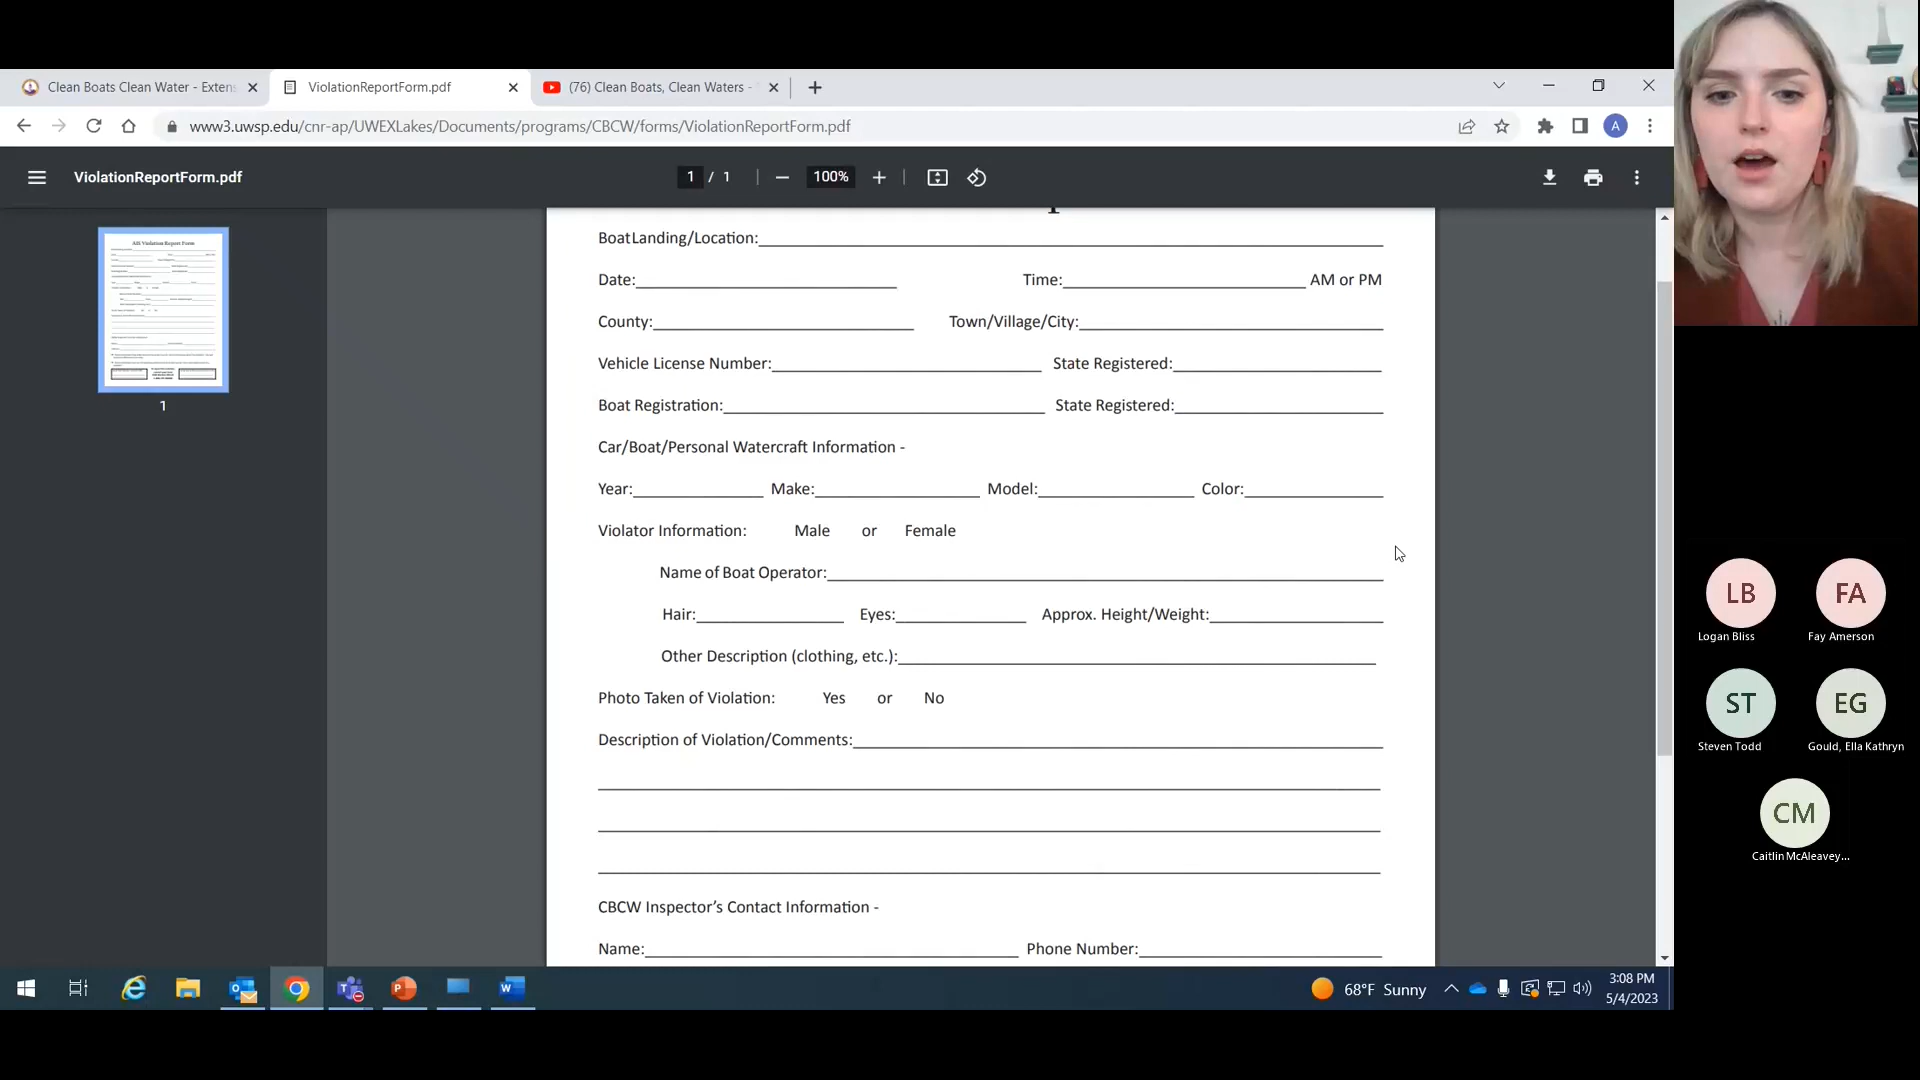 Clean Boats Clean Water - Exten
ViolationReportForm.pdf
(76) Clean Boats, Clean Waters -
www3.uwsp.edu/cnr-ap/UWEXLakes/Documents/programs/CBCW/forms/ViolationReportForm.pdf
A
ViolationReportForm.pdf
1 / 1
100%
AIS Violation Report Form
1
Boat Landing/Location:
Date: Time: AM or PM
County: Town/Village/City:
Vehicle License Number: State Registered:
Boat Registration: State Registered:
Car/Boat/Personal Watercraft Information -
Year: Make: Model: Color:
Violator Information: Male or Female
Name of Boat Operator:
Hair: Eyes: Approx. Height/Weight:
Other Description (clothing, etc.):
Photo Taken of Violation: Yes or No
Description of Violation/Comments:
CBCW Inspector's Contact Information -
Name: Phone Number:
LB
Logan Bliss
FA
Fay Amerson
ST
Steven Todd
EG
Gould, Ella Kathryn
CM
Caitlin McAleavey...
68°F Sunny
3:08 PM
5/4/2023